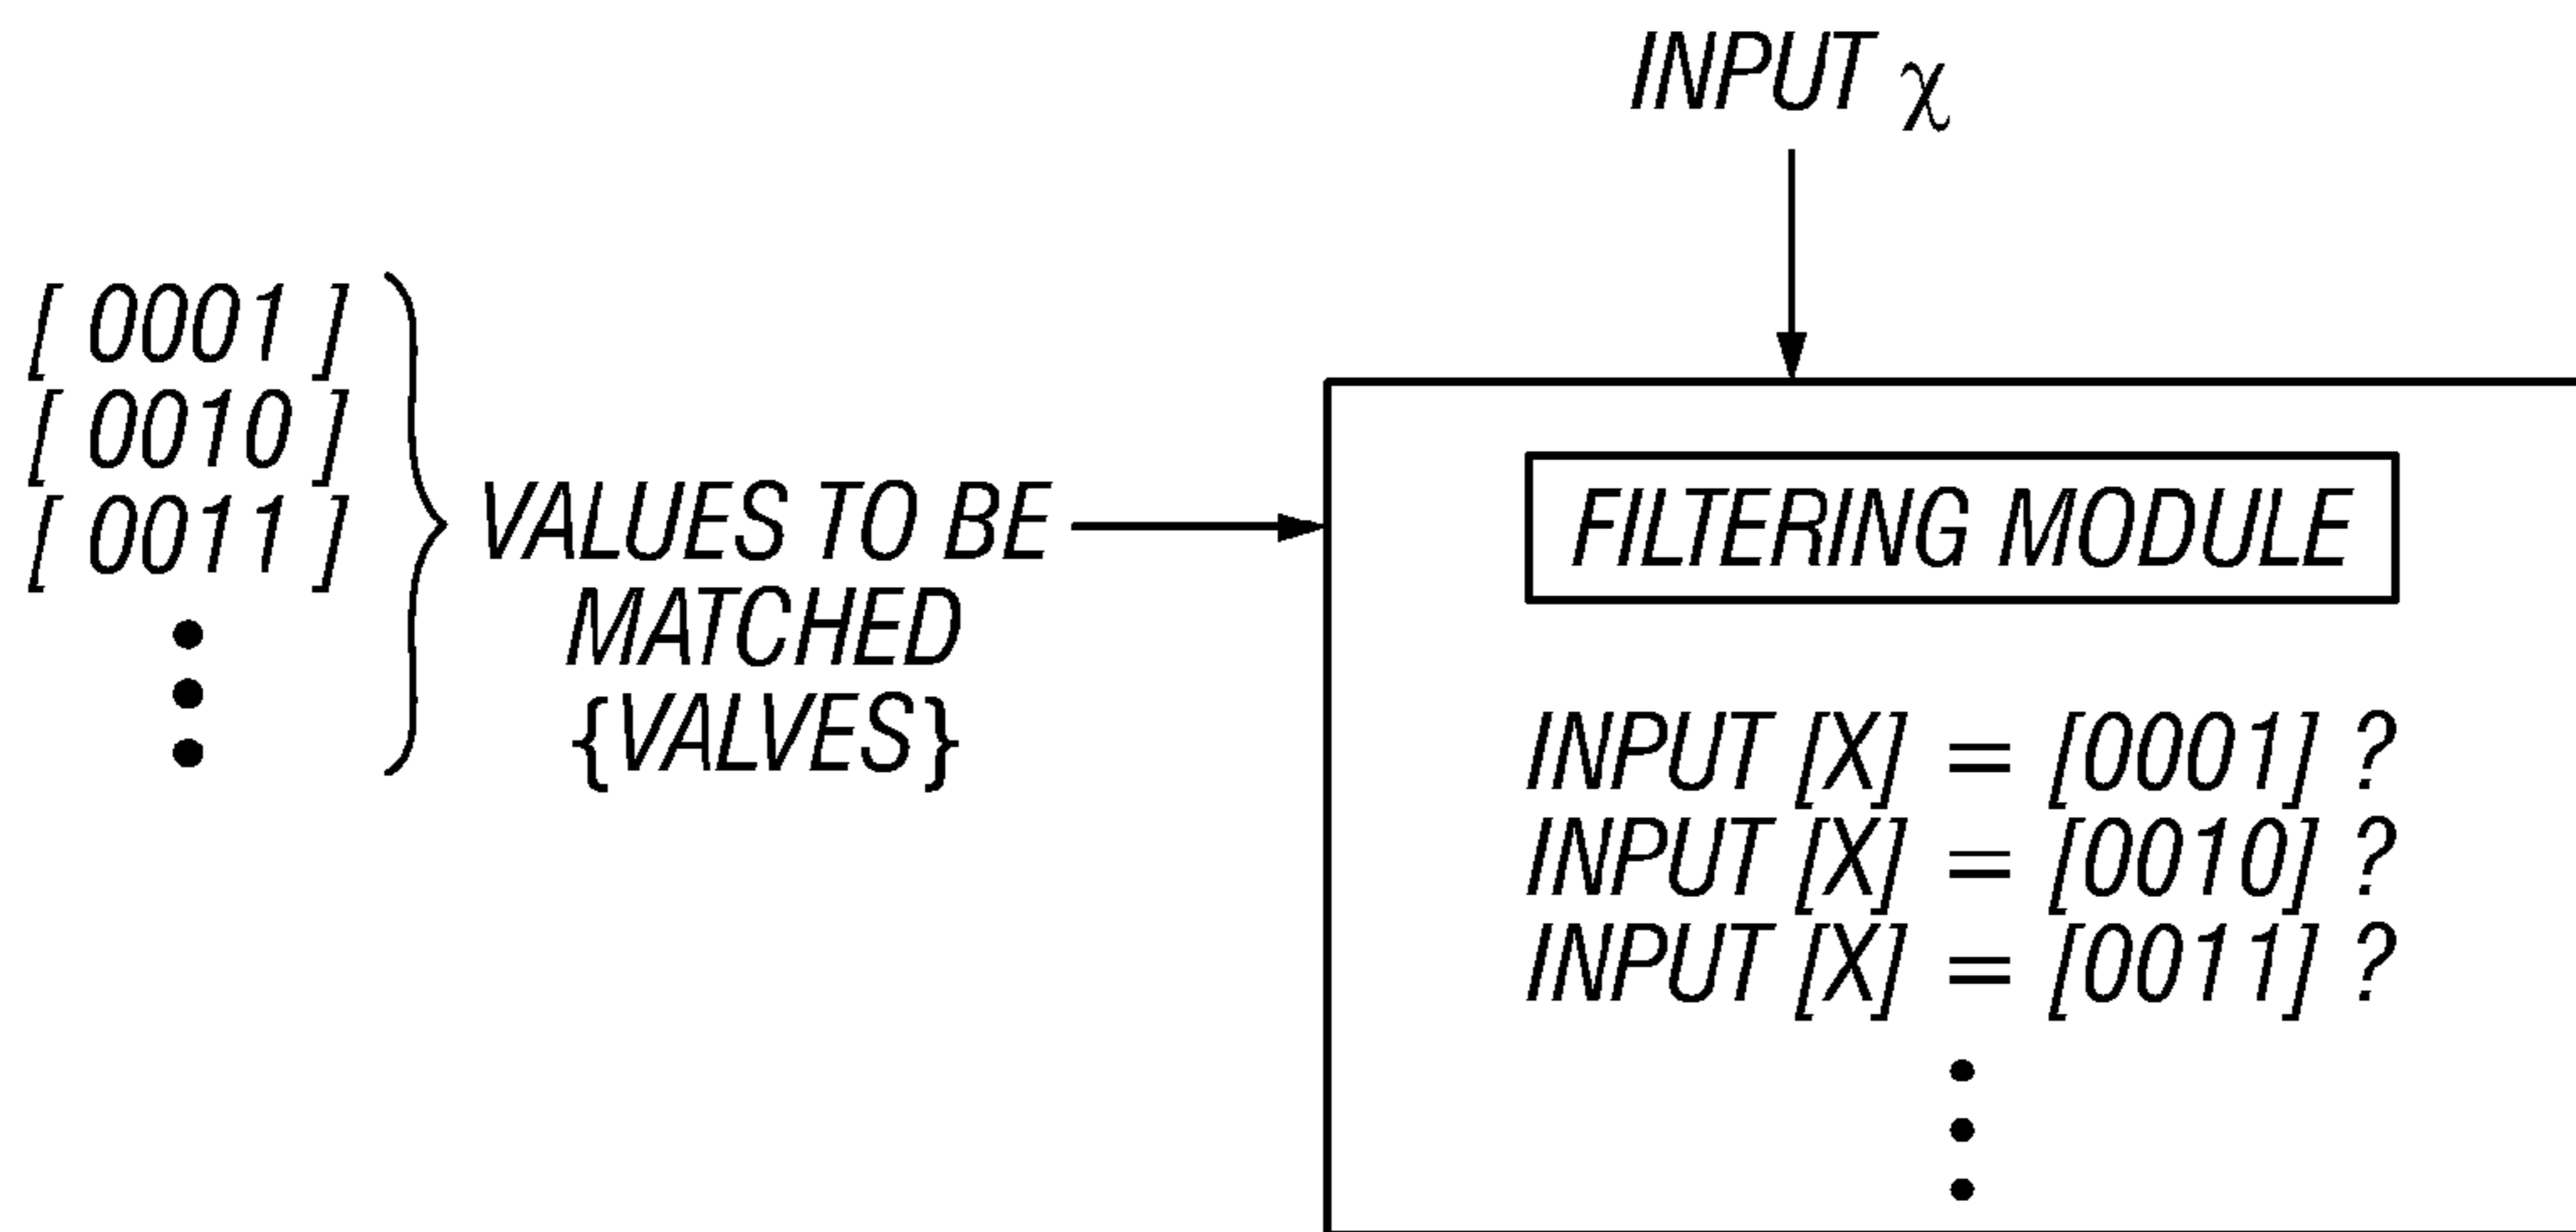 INPUT χ
[ 0001 ]
[ 0010 ]
[ 0011 ]
VALUES TO BE
MATCHED
{VALVES}
FILTERING MODULE
INPUT [X] = [0001] ?
INPUT [X] = [0010] ?
INPUT [X] = [0011] ?